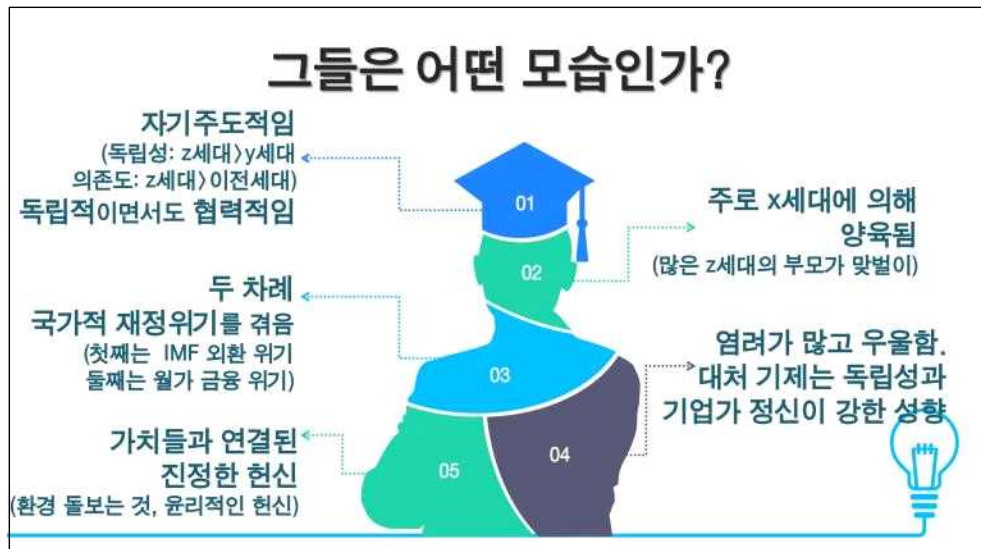 그들은 어떤 모습인가?
자기주도적임
(독립성: z세대>y세대
의존도: z세대>이전세대)
독립적이면서도 협력적임
01
주로 x세대에 의해
양육됨
(많은 z세대의 부모가 맞벌이)
02
두 차례
국가적 재정위기를 겪음
(첫째는 IMF 외환 위기
둘째는 월가 금융 위기)
03
염려가 많고 우울함.
대처 기제는 독립성과
기업가 정신이 강한 성향
04
가치들과 연결된
진정한 헌신
(환경 돌보는 것, 윤리적인 헌신)
05